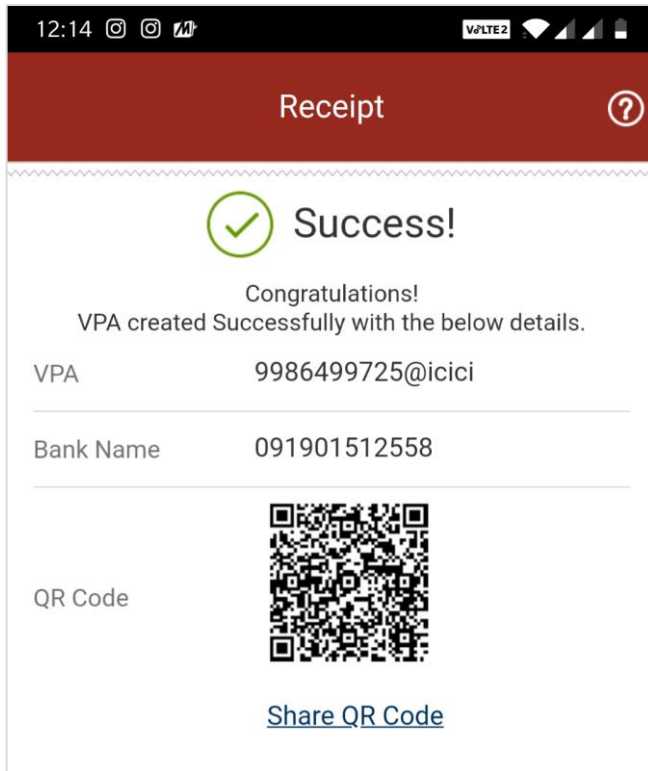 12:14 VoLTE2
Receipt ?
Success!
Congratulations!
VPA created Successfully with the below details.
VPA 9986499725@icici
Bank Name 091901512558
QR Code
Share QR Code